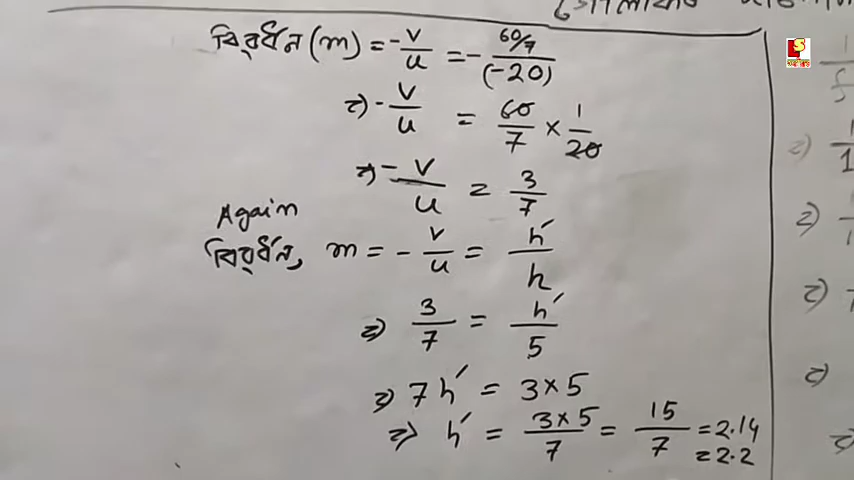 বিবর্ধন (m) = -v/u = - 60/7/(-20)
⇒ - v/u = 60/7 × 1/20
⇒ - v/u = 3/7
Again
বিবর্ধন, m = - v/u = h′/h
⇒ 3/7 = h′/5
⇒ 7h′ = 3×5
⇒ h′ = 3×5/7 = 15/7 = 2.14
= 2.2